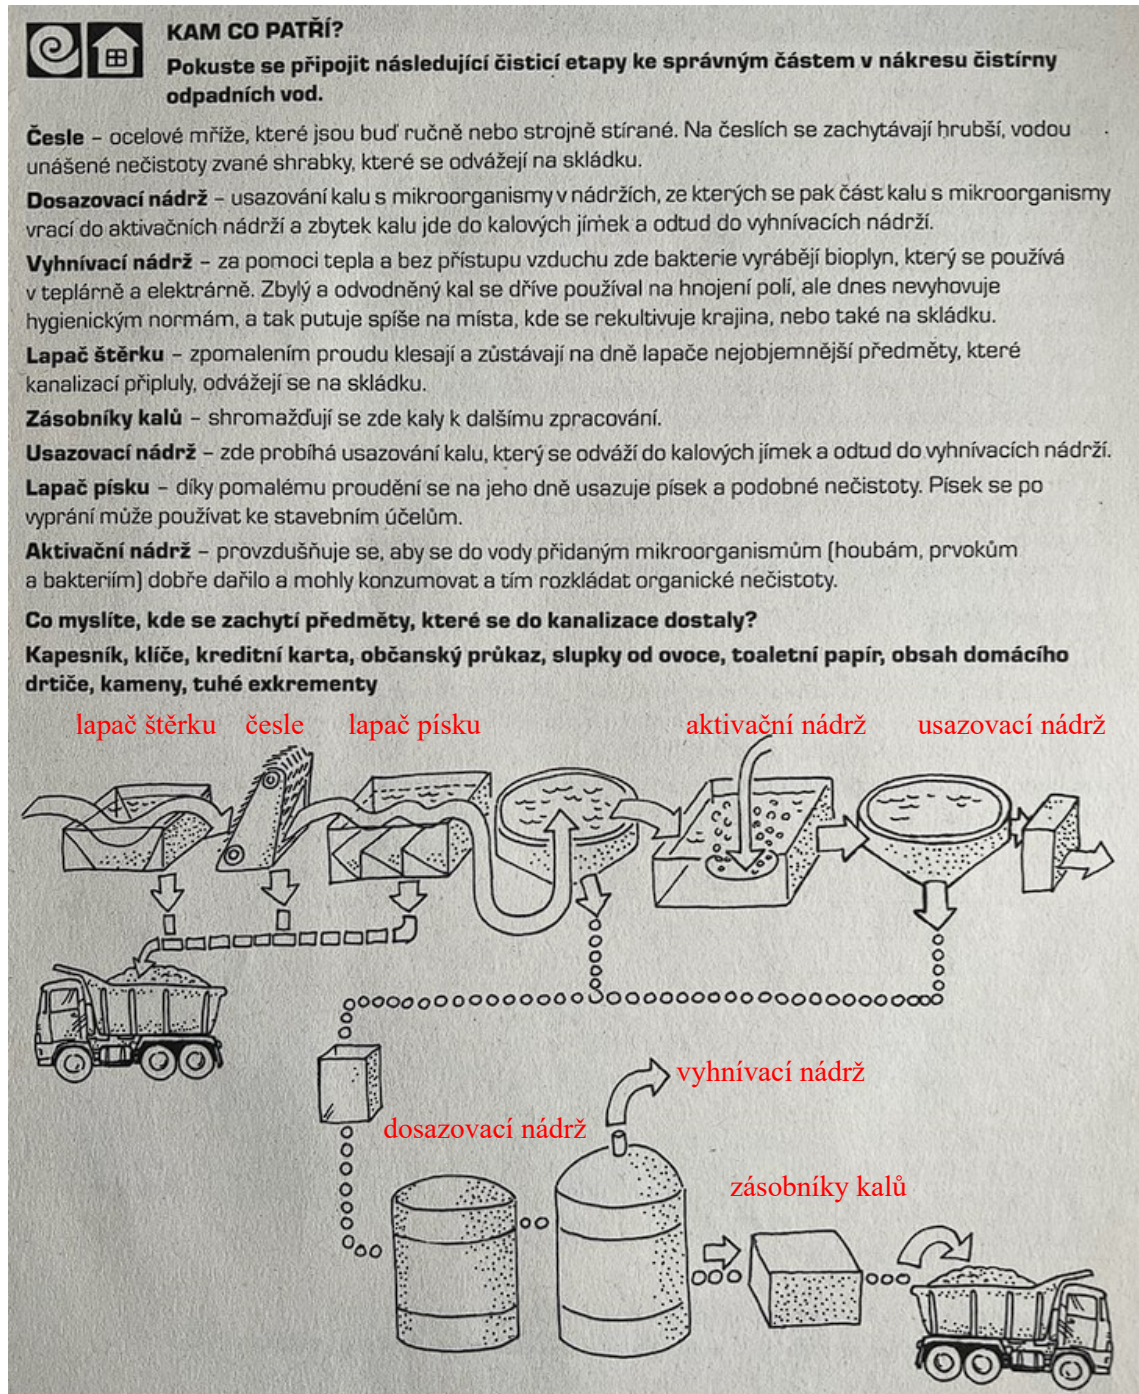 KAM CO PATŘÍ?
Pokuste se připojit následující čisticí etapy ke správným částem v nákresu čistírny
odpadních vod.
Česle – ocelové mříže, které jsou buď ručně nebo strojně stírané. Na česlích se zachytávají hrubší, vodou
unášené nečistoty zvané shrabky, které se odvážejí na skládku.
Dosazovací nádrž – usazování kalu s mikroorganismy v nádržích, ze kterých se pak část kalu s mikroorganismy
vrací do aktivačních nádrží a zbytek kalu jde do kalových jímek a odtud do vyhnívacích nádrží.
Vyhnívací nádrž – za pomoci tepla a bez přístupu vzduchu zde bakterie vyrábějí bioplyn, který se používá
v teplárně a elektrárně. Zbylý a odvodněný kal se dříve používal na hnojení polí, ale dnes nevyhovuje
hygienickým normám, a tak putuje spíše na místa, kde se rekultivuje krajina, nebo také na skládku.
Lapač štěrku – zpomalením proudu klesají a zůstávají na dně lapače nejobjemnější předměty, které
kanalizací připluly, odvážejí se na skládku.
Zásobníky kalů – shromažďují se zde kaly k dalšímu zpracování.
Usazovací nádrž – zde probíhá usazování kalu, který se odváží do kalových jímek a odtud do vyhnívacích nádrží.
Lapač písku – díky pomalému proudění se na jeho dně usazuje písek a podobné nečistoty. Písek se po
vyprání může používat ke stavebním účelům.
Aktivační nádrž – provzdušňuje se, aby se do vody přidaným mikroorganismům (houbám, prvokům
a bakteriím) dobře dařilo a mohly konzumovat a tím rozkládat organické nečistoty.
Co myslíte, kde se zachytí předměty, které se do kanalizace dostaly?
Kapesník, klíče, kreditní karta, občanský průkaz, slupky od ovoce, toaletní papír, obsah domácího
drtiče, kameny, tuhé exkrementy
lapač štěrku česle lapač písku aktivační nádrž usazovací nádrž
vyhnívací nádrž
dosazovací nádrž
zásobníky kalů